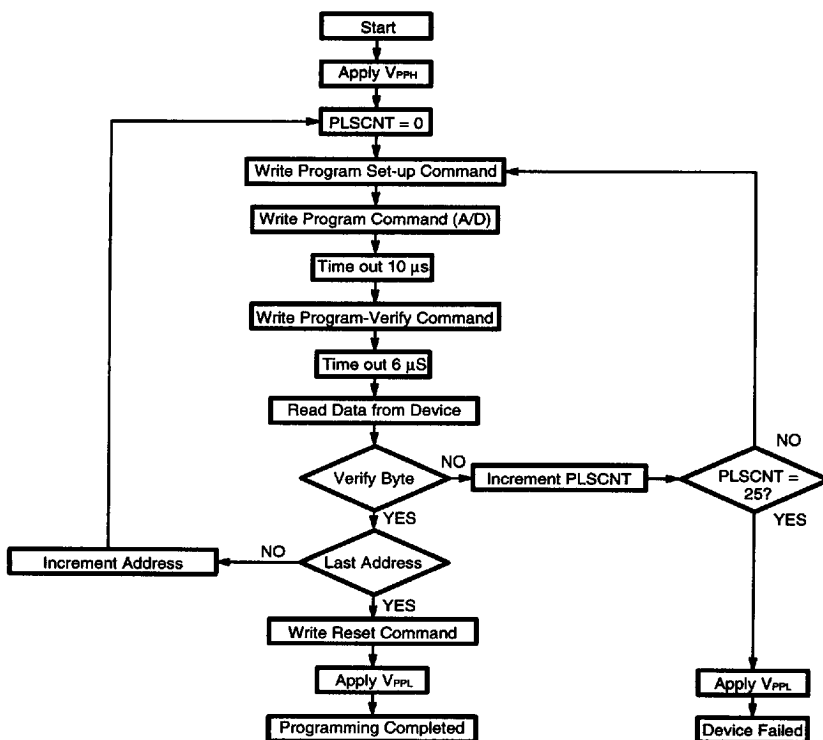 Start
Apply VPPH
PLSCNT = 0
Write Program Set-up Command
Write Program Command (A/D)
Time out 10 µs
Write Program-Verify Command
Time out 6 µS
Read Data from Device
Verify Byte
NO
Increment PLSCNT
PLSCNT =
25?
NO
YES
YES
Last Address
NO
Increment Address
YES
Write Reset Command
Apply VPPL
Programming Completed
Apply VPPL
Device Failed